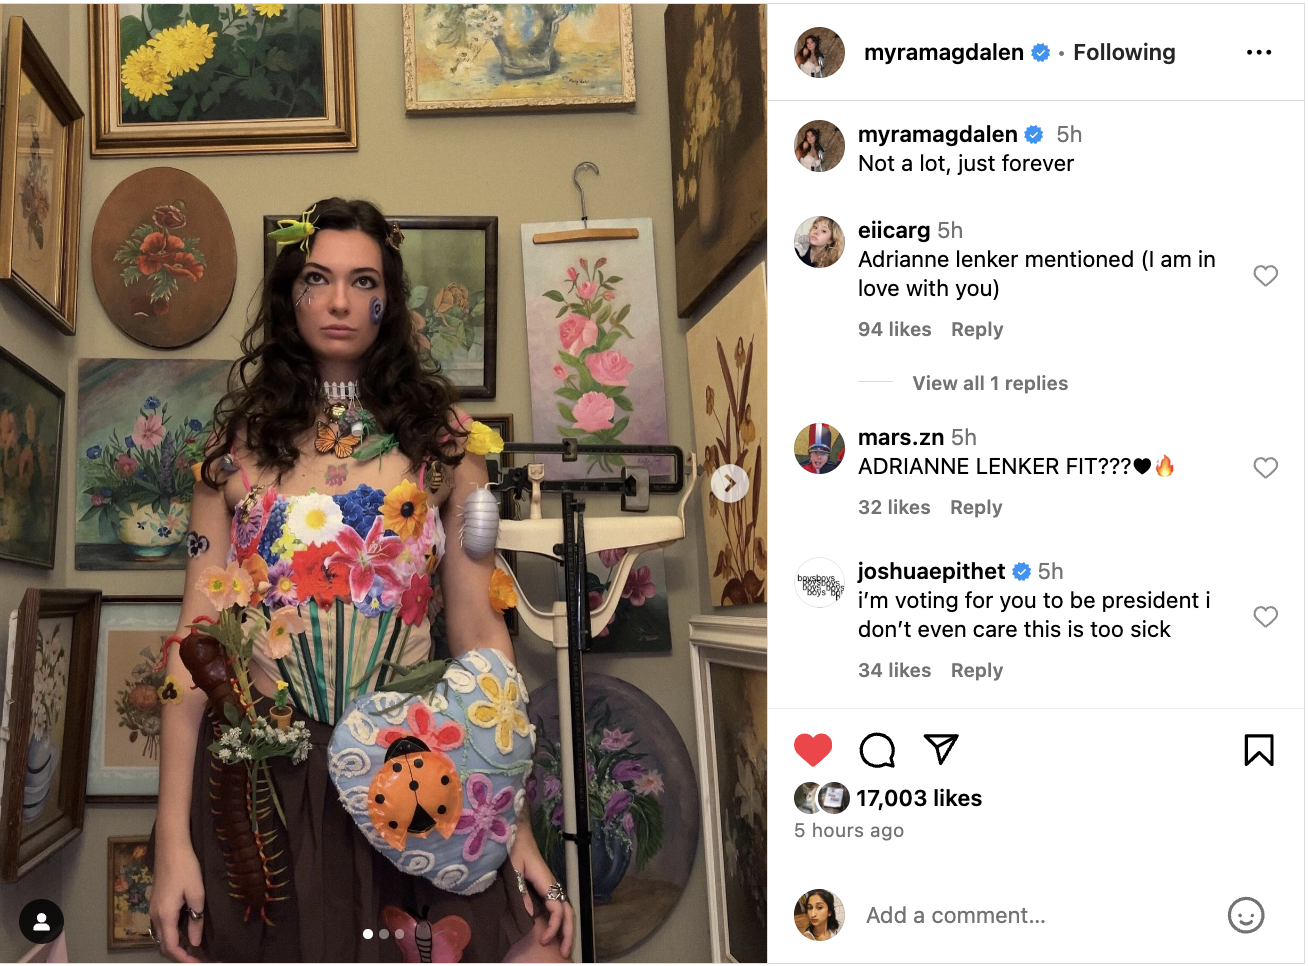 myramagdalen • Following
myramagdalen 5h
Not a lot, just forever
eiicarg 5h
Adrianne lenker mentioned (I am in
love with you)
94 likes Reply
View all 1 replies
mars.zn 5h
ADRIANNE LENKER FIT???🖤🔥
32 likes Reply
joshuaepithet 5h
i’m voting for you to be president i
don’t even care this is too sick
34 likes Reply
17,003 likes
5 hours ago
Add a comment...